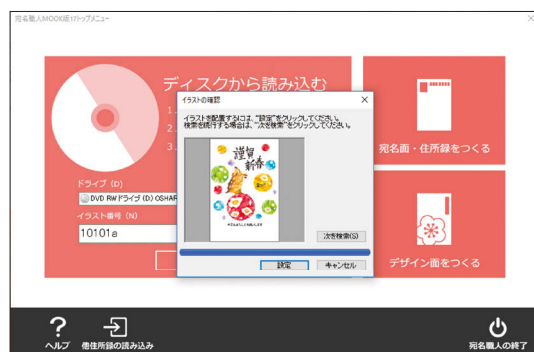 宛名職人MOOK版17トップメニュー
ディスクから読み込む
1.
2.
3.
ドライブ (D)
DVD RW ドライブ (D:) OSHAR
イラスト番号 (N)
10101a
イラストの確認
イラストを配置するには、"設定"をクリックしてください。
検索を続行する場合は、"次を検索"をクリックしてください。
謹賀
新春
次を検索(S)
設定
キャンセル
宛名面・住所録をつくる
デザイン面をつくる
?
ヘルプ
他住所録の読み込み
宛名職人の終了